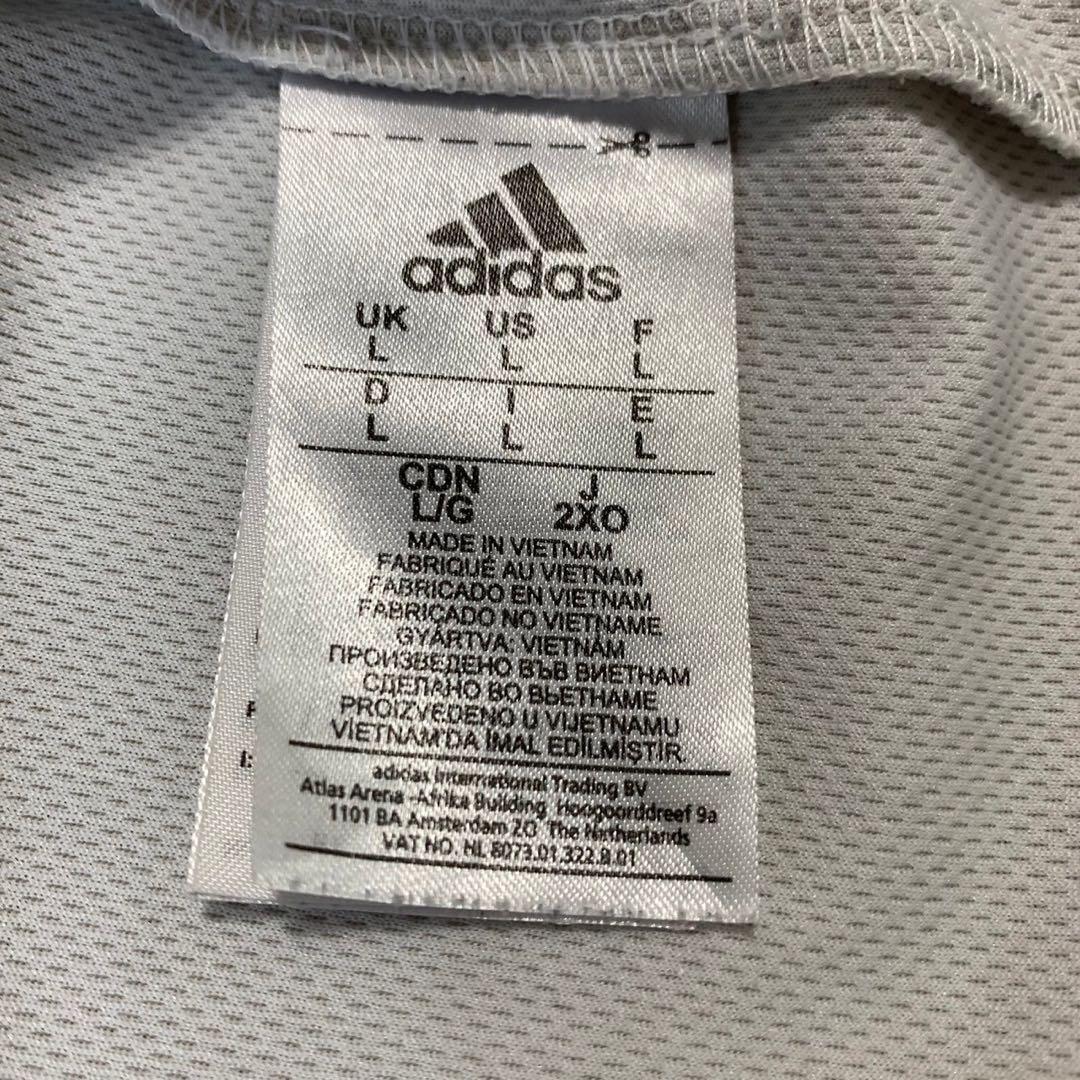 adidas
UK US F
L L L
D I E
L L L
CDN J
L/G 2XO
MADE IN VIETNAM
FABRIQUÉ AU VIETNAM
FABRICADO EN VIETNAM
FABRICADO NO VIETNAME
GYÁRTVA: VIETNÁM
ПРОИЗВЕДЕНО ВЪВ ВИЕТНАМ
СДЕЛАНО ВО ВЬЕТНАМЕ
PROIZVEDENO U VIJETNAMU
VİETNAM'DA İMAL EDİLMİŞTİR
adidas International Trading BV
Atlas Arena -Afrika Building Hoogoorddreef 9a
1101 BA Amsterdam ZO The Netherlands
VAT NO. NL 8073.01.322.B.01